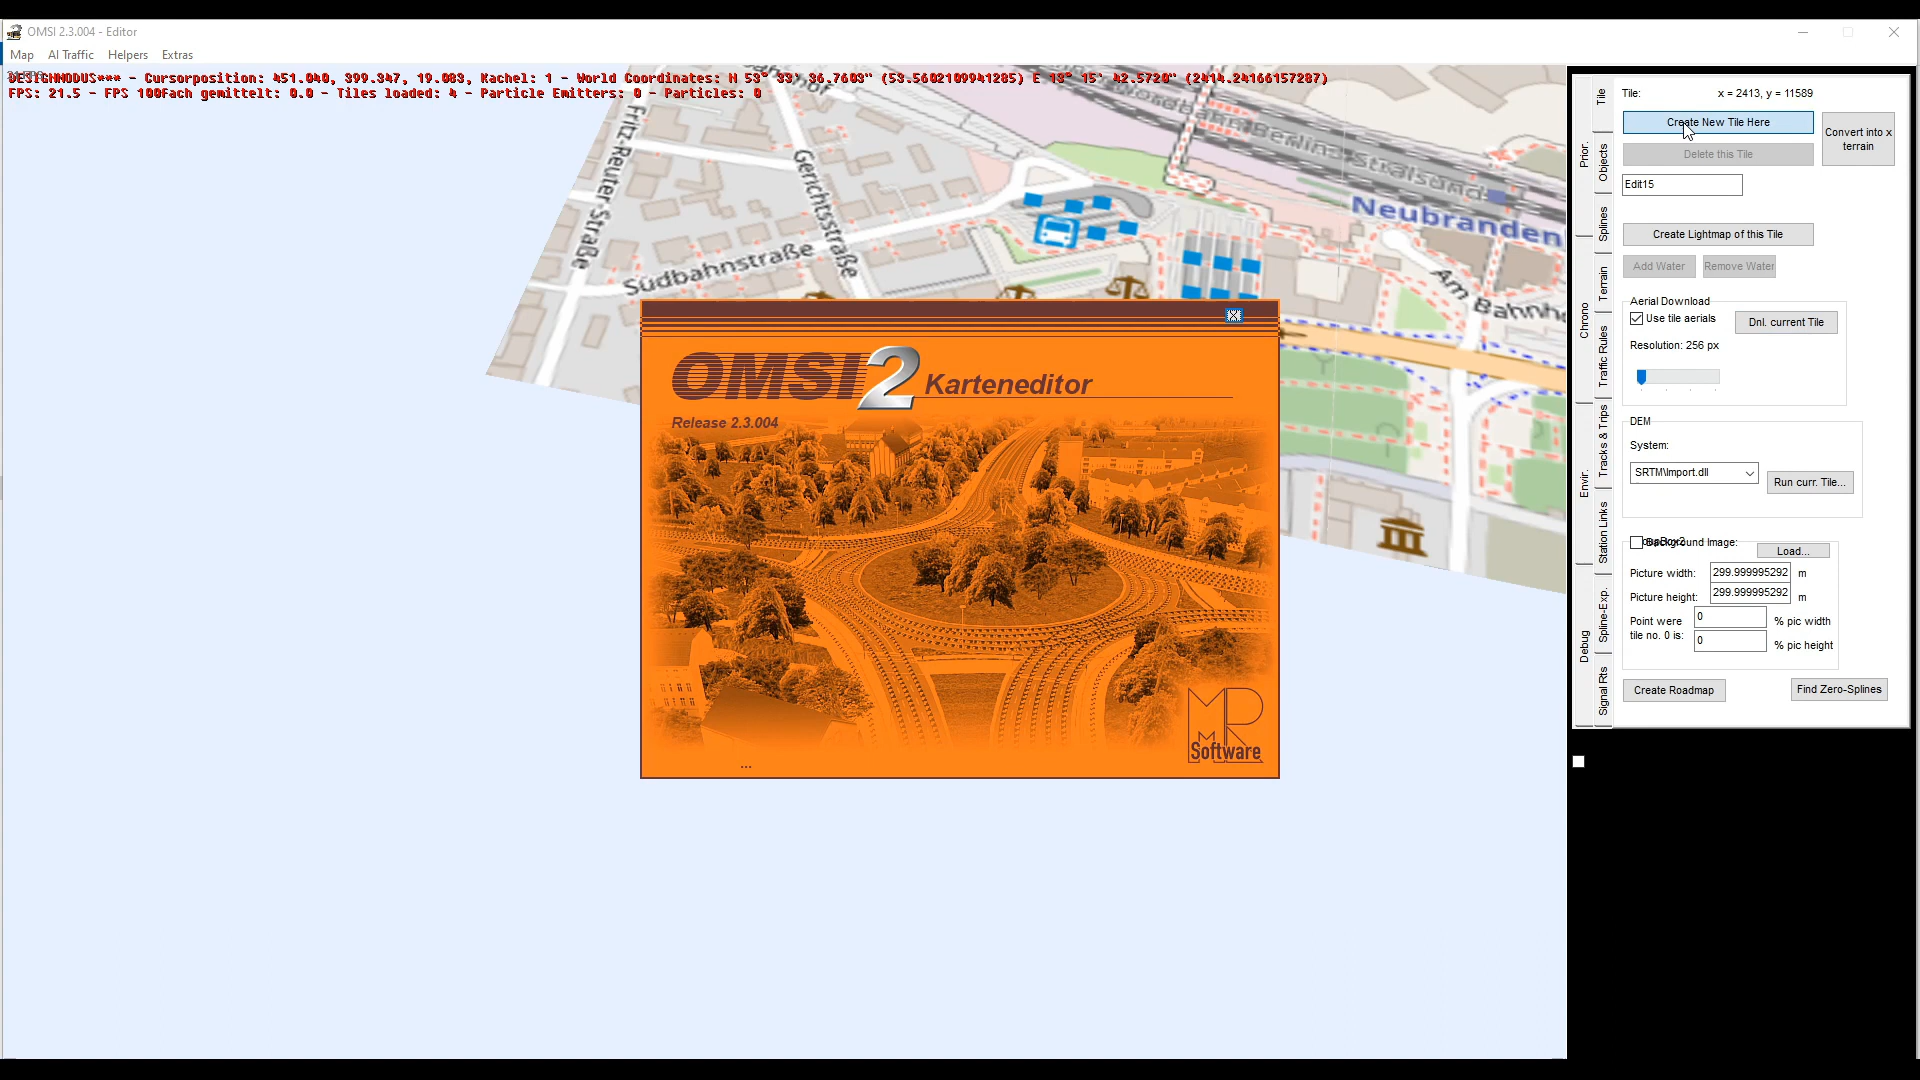 OMSI 2.3.004 - Editor
Map AI Traffic Helpers Extras
DESIGNMODUS*** - Cursorposition: 451.040, 399.347, 19.083, Kachel: 1 - World Coordinates: N 53° 33' 36.7603" (53.5602109941285) E 13° 15' 42.5720" (2414.24166157287)
FPS: 21.5 - FPS 100fach gemittelt: 0.0 - Tiles loaded: 4 - Particle Emitters: 0 - Particles: 0
Fritz-Reuter-Straße
Gerichtsstraße
Südbahnstraße
Neubranden
Am Bahnho
OMSI 2 Karteneditor
Release 2.3.004
MR
Software
...
Tile
Objects
Splines
Terrain
Traffic Rules
Tracks & Trips
Station Links
Spline-Exp.
Signal Rts
Prior.
Chrono
Envir.
Debug
Tile: x = 2413, y = 11589
Create New Tile Here
Convert into x terrain
Delete this Tile
Edit15
Create Lightmap of this Tile
Add Water Remove Water
Aerial Download
Use tile aerials Dnl. current Tile
Resolution: 256 px
DEM
System:
SRTM\Import.dll
Run curr. Tile...
Background Image:
Load...
Picture width: 299.999995292 m
Picture height: 299.999995292 m
Point were tile no. 0 is:
0 % pic width
0 % pic height
Create Roadmap Find Zero-Splines